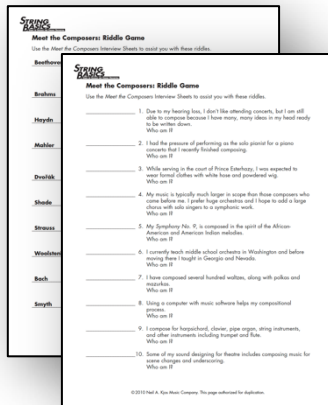 STRING
BASICS
Meet the Composers: Riddle Game
Use the Meet the Composers Interview Sheets to assist you with these riddles.
Beethove
Brahms
Haydn
Mahler
Dvořák
Shade
Strauss
Woolsten
Bach
Smyth
STRING
BASICS
Meet the Composers: Riddle Game
Use the Meet the Composers Interview Sheets to assist you with these riddles.
1. Due to my hearing loss, I don't like attending concerts, but I am still
able to compose because I have many, many ideas in my head ready
to be written down.
Who am I?
2. I had the pressure of performing as the solo pianist for a piano
concerto that I recently finished composing.
Who am I?
3. While serving in the court of Prince Esterhazy, I was expected to
wear formal clothes with white hose and powdered wig.
Who am I?
4. My music is typically much larger in scope than those composers who
came before me. I prefer huge orchestras and I hope to add a large
chorus with solo singers to a symphonic work.
Who am I?
5. My Symphony No. 9, is composed in the spirit of the African-
American and American Indian melodies.
Who am I?
6. I currently teach middle school orchestra in Washington and before
moving there I taught in Georgia and Nevada.
Who am I?
7. I have composed several hundred waltzes, along with polkas and
mazurkas.
Who am I?
8. Using a computer with music software helps my compositional
process.
Who am I?
9. I compose for harpsichord, clavier, pipe organ, string instruments,
and other instruments including trumpet and flute.
Who am I?
10. Some of my sound designing for theatre includes composing music for
scene changes and underscoring.
Who am I?
©2010 Neil A. Kjos Music Company. This page authorized for duplication.